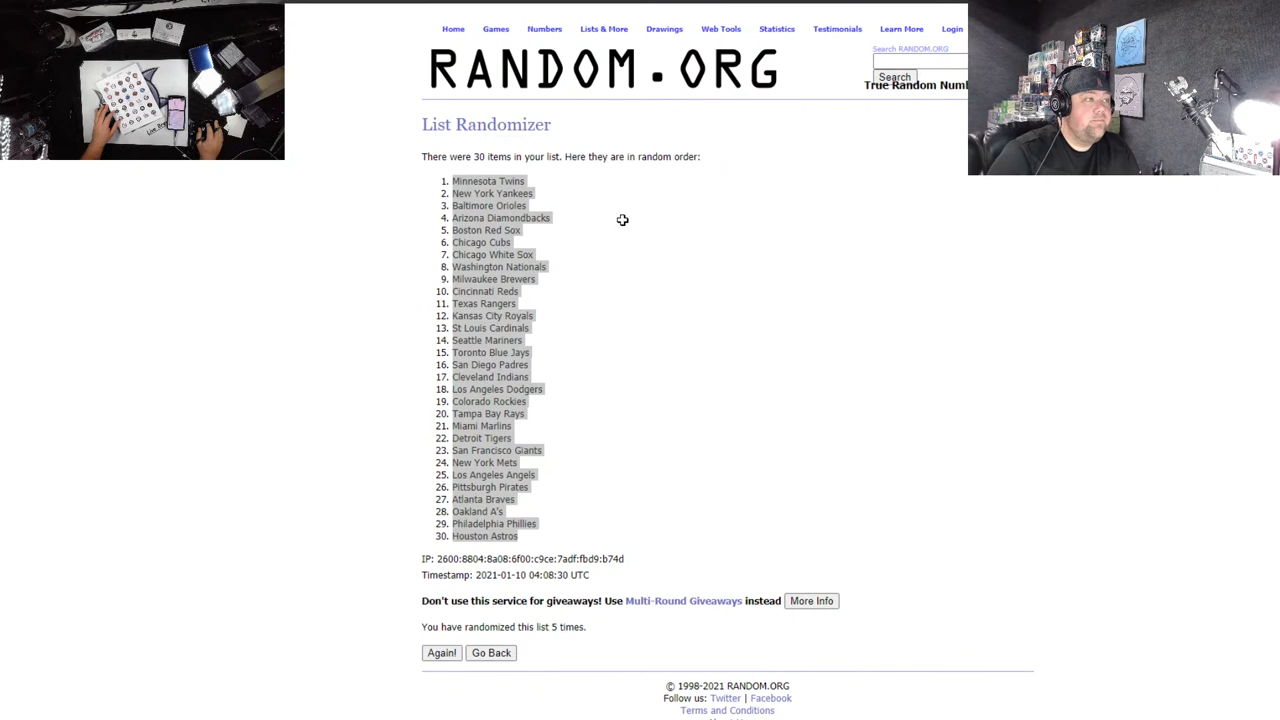 Home Games Numbers Lists & More Drawings Web Tools Statistics Testimonials Learn More Login
Search RANDOM.ORG
RANDOM.ORG
Search
True Random Numb
List Randomizer
There were 30 items in your list. Here they are in random order:
1. Minnesota Twins
2. New York Yankees
3. Baltimore Orioles
4. Arizona Diamondbacks
5. Boston Red Sox
6. Chicago Cubs
7. Chicago White Sox
8. Washington Nationals
9. Milwaukee Brewers
10. Cincinnati Reds
11. Texas Rangers
12. Kansas City Royals
13. St Louis Cardinals
14. Seattle Mariners
15. Toronto Blue Jays
16. San Diego Padres
17. Cleveland Indians
18. Los Angeles Dodgers
19. Colorado Rockies
20. Tampa Bay Rays
21. Miami Marlins
22. Detroit Tigers
23. San Francisco Giants
24. New York Mets
25. Los Angeles Angels
26. Pittsburgh Pirates
27. Atlanta Braves
28. Oakland A's
29. Philadelphia Phillies
30. Houston Astros
IP: 2600:8804:8a08:6f00:c9ce:7adf:fbd9:b74d
Timestamp: 2021-01-10 04:08:30 UTC
Don't use this service for giveaways! Use Multi-Round Giveaways instead More Info
You have randomized this list 5 times.
Again! Go Back
© 1998-2021 RANDOM.ORG
Follow us: Twitter | Facebook
Terms and Conditions